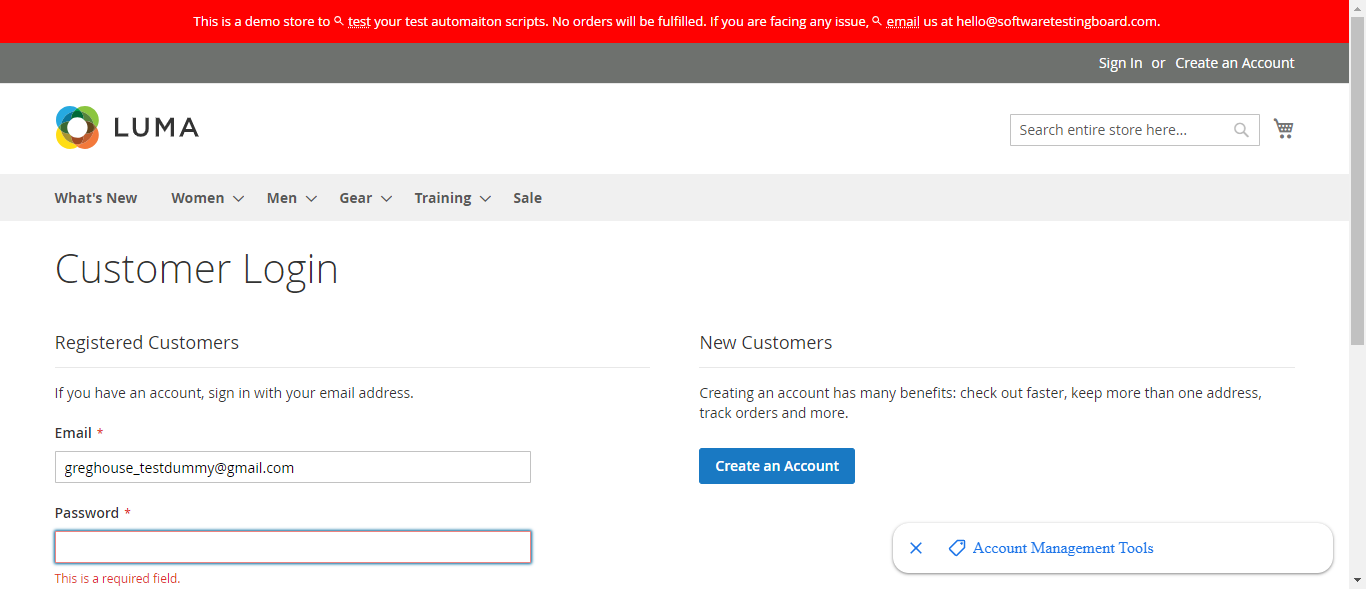 This is a demo store to test your test automaiton scripts. No orders will be fulfilled. If you are facing any issue, email us at hello@softwaretestingboard.com.
Sign In or Create an Account
LUMA
Search entire store here...
What's New Women Men Gear Training Sale
Customer Login
Registered Customers
If you have an account, sign in with your email address.
Email *
greghouse_testdummy@gmail.com
Password *
This is a required field.
New Customers
Creating an account has many benefits: check out faster, keep more than one address,
track orders and more.
Create an Account
Account Management Tools